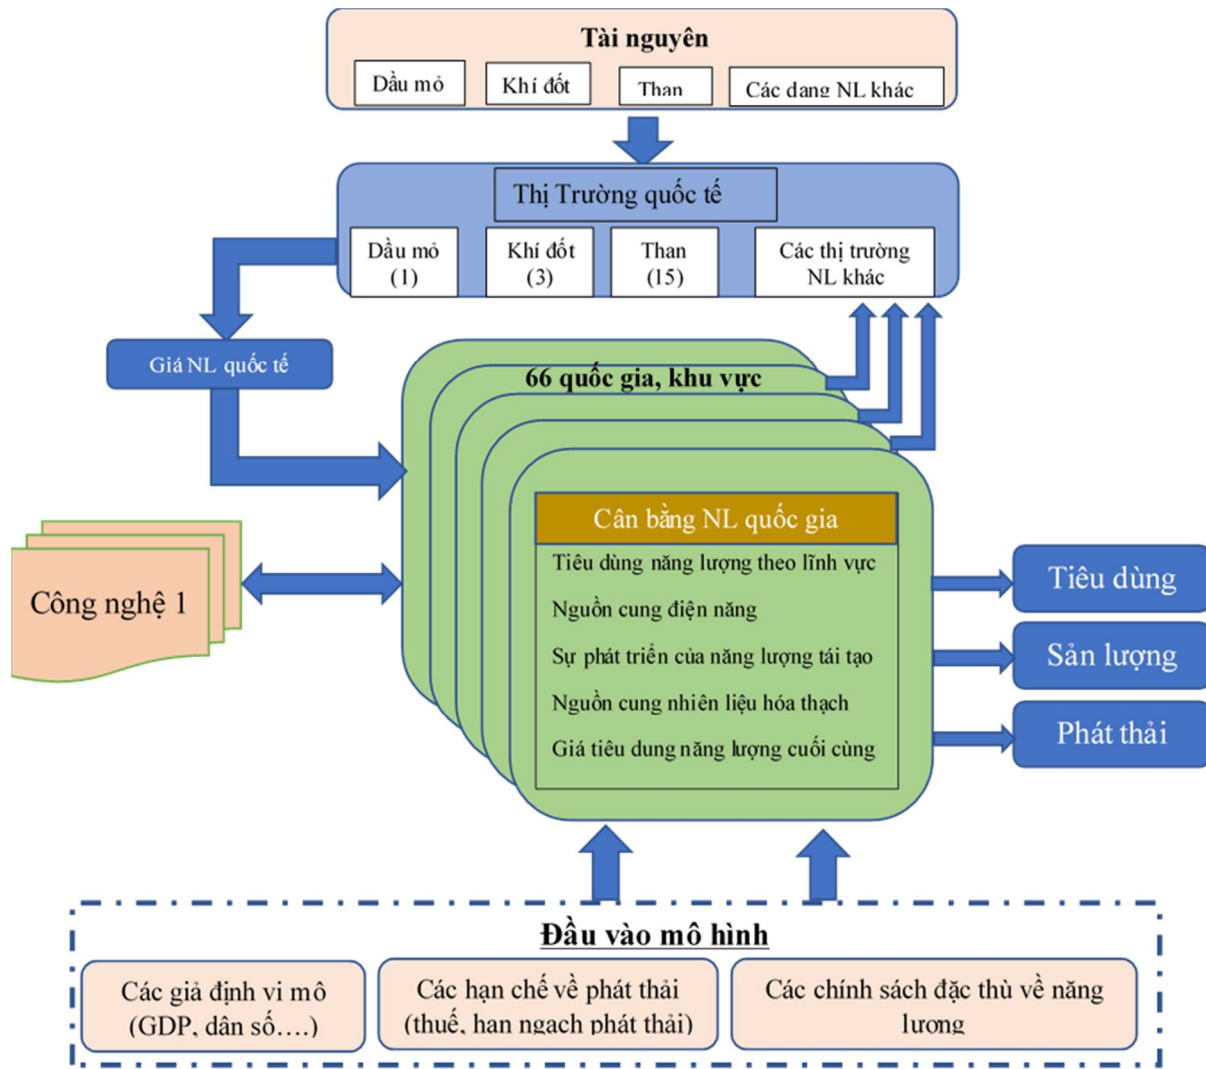 Tài nguyên
Dầu mỏ
Khí đốt
Than
Các dạng NL khác
Thị Trường quốc tế
Dầu mỏ
(1)
Khí đốt
(3)
Than
(15)
Các thị trường
NL khác
Giá NL quốc tế
66 quốc gia, khu vực
Công nghệ 1
Cân bằng NL quốc gia
Tiêu dùng năng lượng theo lĩnh vực
Nguồn cung điện năng
Sự phát triển của năng lượng tái tạo
Nguồn cung nhiên liệu hóa thạch
Giá tiêu dung năng lượng cuối cùng
Tiêu dùng
Sản lượng
Phát thải
Đầu vào mô hình
Các giả định vi mô
(GDP, dân số….)
Các hạn chế về phát thải
(thuế, hạn ngạch phát thải)
Các chính sách đặc thù về năng
lượng